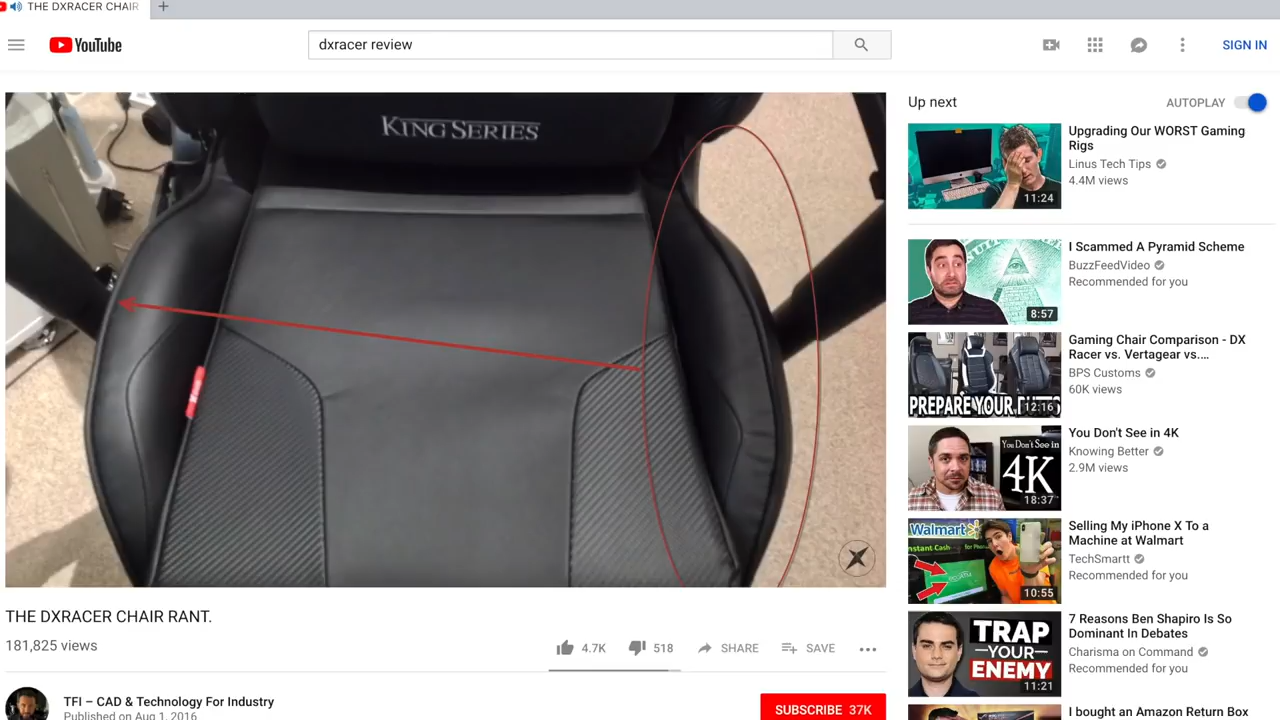 THE DXRACER CHAIR
YouTube
dxracer review
SIGN IN
KING SERIES
THE DXRACER CHAIR RANT.
181,825 views
4.7K
518
SHARE
SAVE
TFI – CAD & Technology For Industry
Published on Aug 1, 2016
SUBSCRIBE 37K
Up next
AUTOPLAY
11:24
Upgrading Our WORST Gaming
Rigs
Linus Tech Tips
4.4M views
8:57
I Scammed A Pyramid Scheme
BuzzFeedVideo
Recommended for you
PREPARE YOUR BUTTS
12:16
Gaming Chair Comparison - DX
Racer vs. Vertagear vs....
BPS Customs
60K views
You Don't See in
4K
18:37
You Don't See in 4K
Knowing Better
2.9M views
Walmart
Instant Cash for Pho
10:55
Selling My iPhone X To a
Machine at Walmart
TechSmartt
Recommended for you
TRAP
YOUR
ENEMY
11:21
7 Reasons Ben Shapiro Is So
Dominant In Debates
Charisma on Command
Recommended for you
I bought an Amazon Return Box